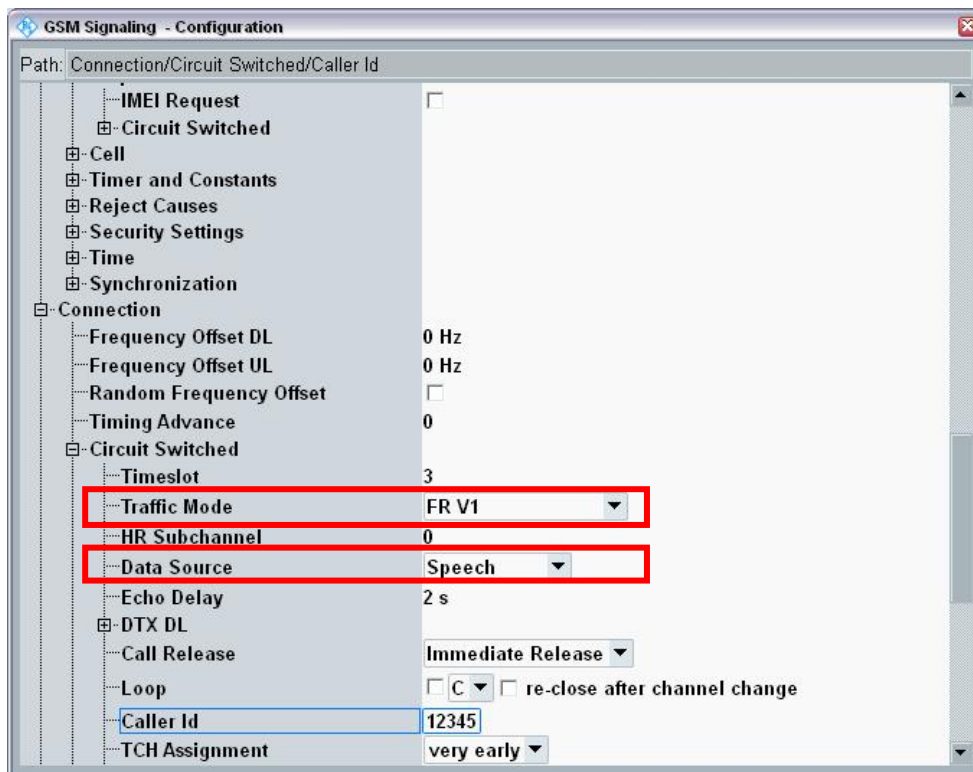 GSM Signaling - Configuration
Path: Connection/Circuit Switched/Caller Id
IMEI Request
Circuit Switched
Cell
Timer and Constants
Reject Causes
Security Settings
Time
Synchronization
Connection
Frequency Offset DL 0 Hz
Frequency Offset UL 0 Hz
Random Frequency Offset
Timing Advance 0
Circuit Switched
Timeslot 3
Traffic Mode FR V1
HR Subchannel 0
Data Source Speech
Echo Delay 2 s
DTX DL
Call Release Immediate Release
Loop C re-close after channel change
Caller Id 12345
TCH Assignment very early